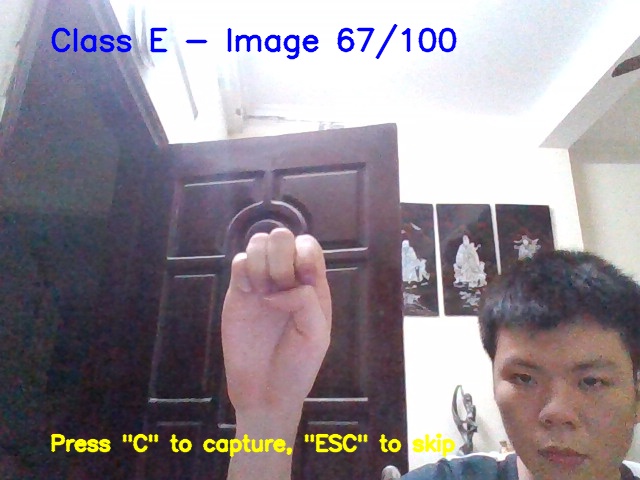 Class E - Image 67/100
Press "C" to capture, "ESC" to skip